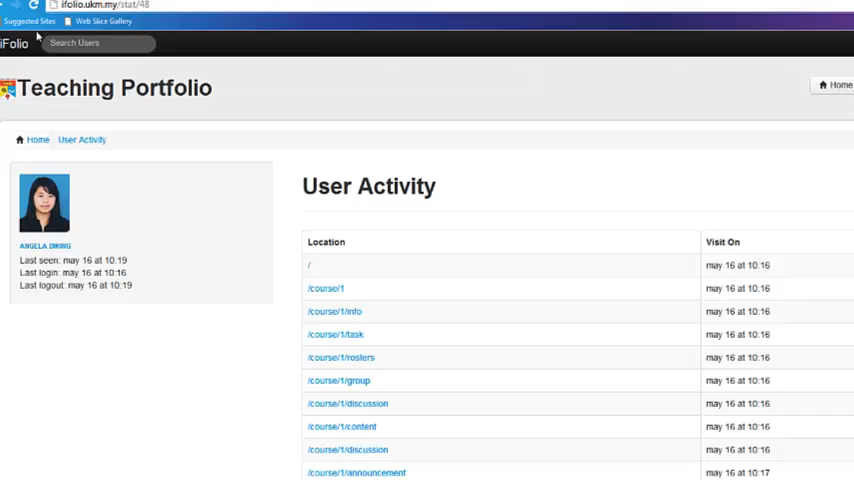 ifolio.ukm.my/stat/48
Suggested Sites Web Slice Gallery
iFolio Search Users
Teaching Portfolio
Home
Home User Activity
User Activity
ANGELA DIKING
Last seen: may 16 at 10:19
Last login: may 16 at 10:16
Last logout: may 16 at 10:19
Location Visit On
/ may 16 at 10:16
/course/1 may 16 at 10:16
/course/1/info may 16 at 10:16
/course/1/task may 16 at 10:16
/course/1/rosters may 16 at 10:16
/course/1/group may 16 at 10:16
/course/1/discussion may 16 at 10:16
/course/1/content may 16 at 10:16
/course/1/discussion may 16 at 10:16
/course/1/announcement may 16 at 10:17